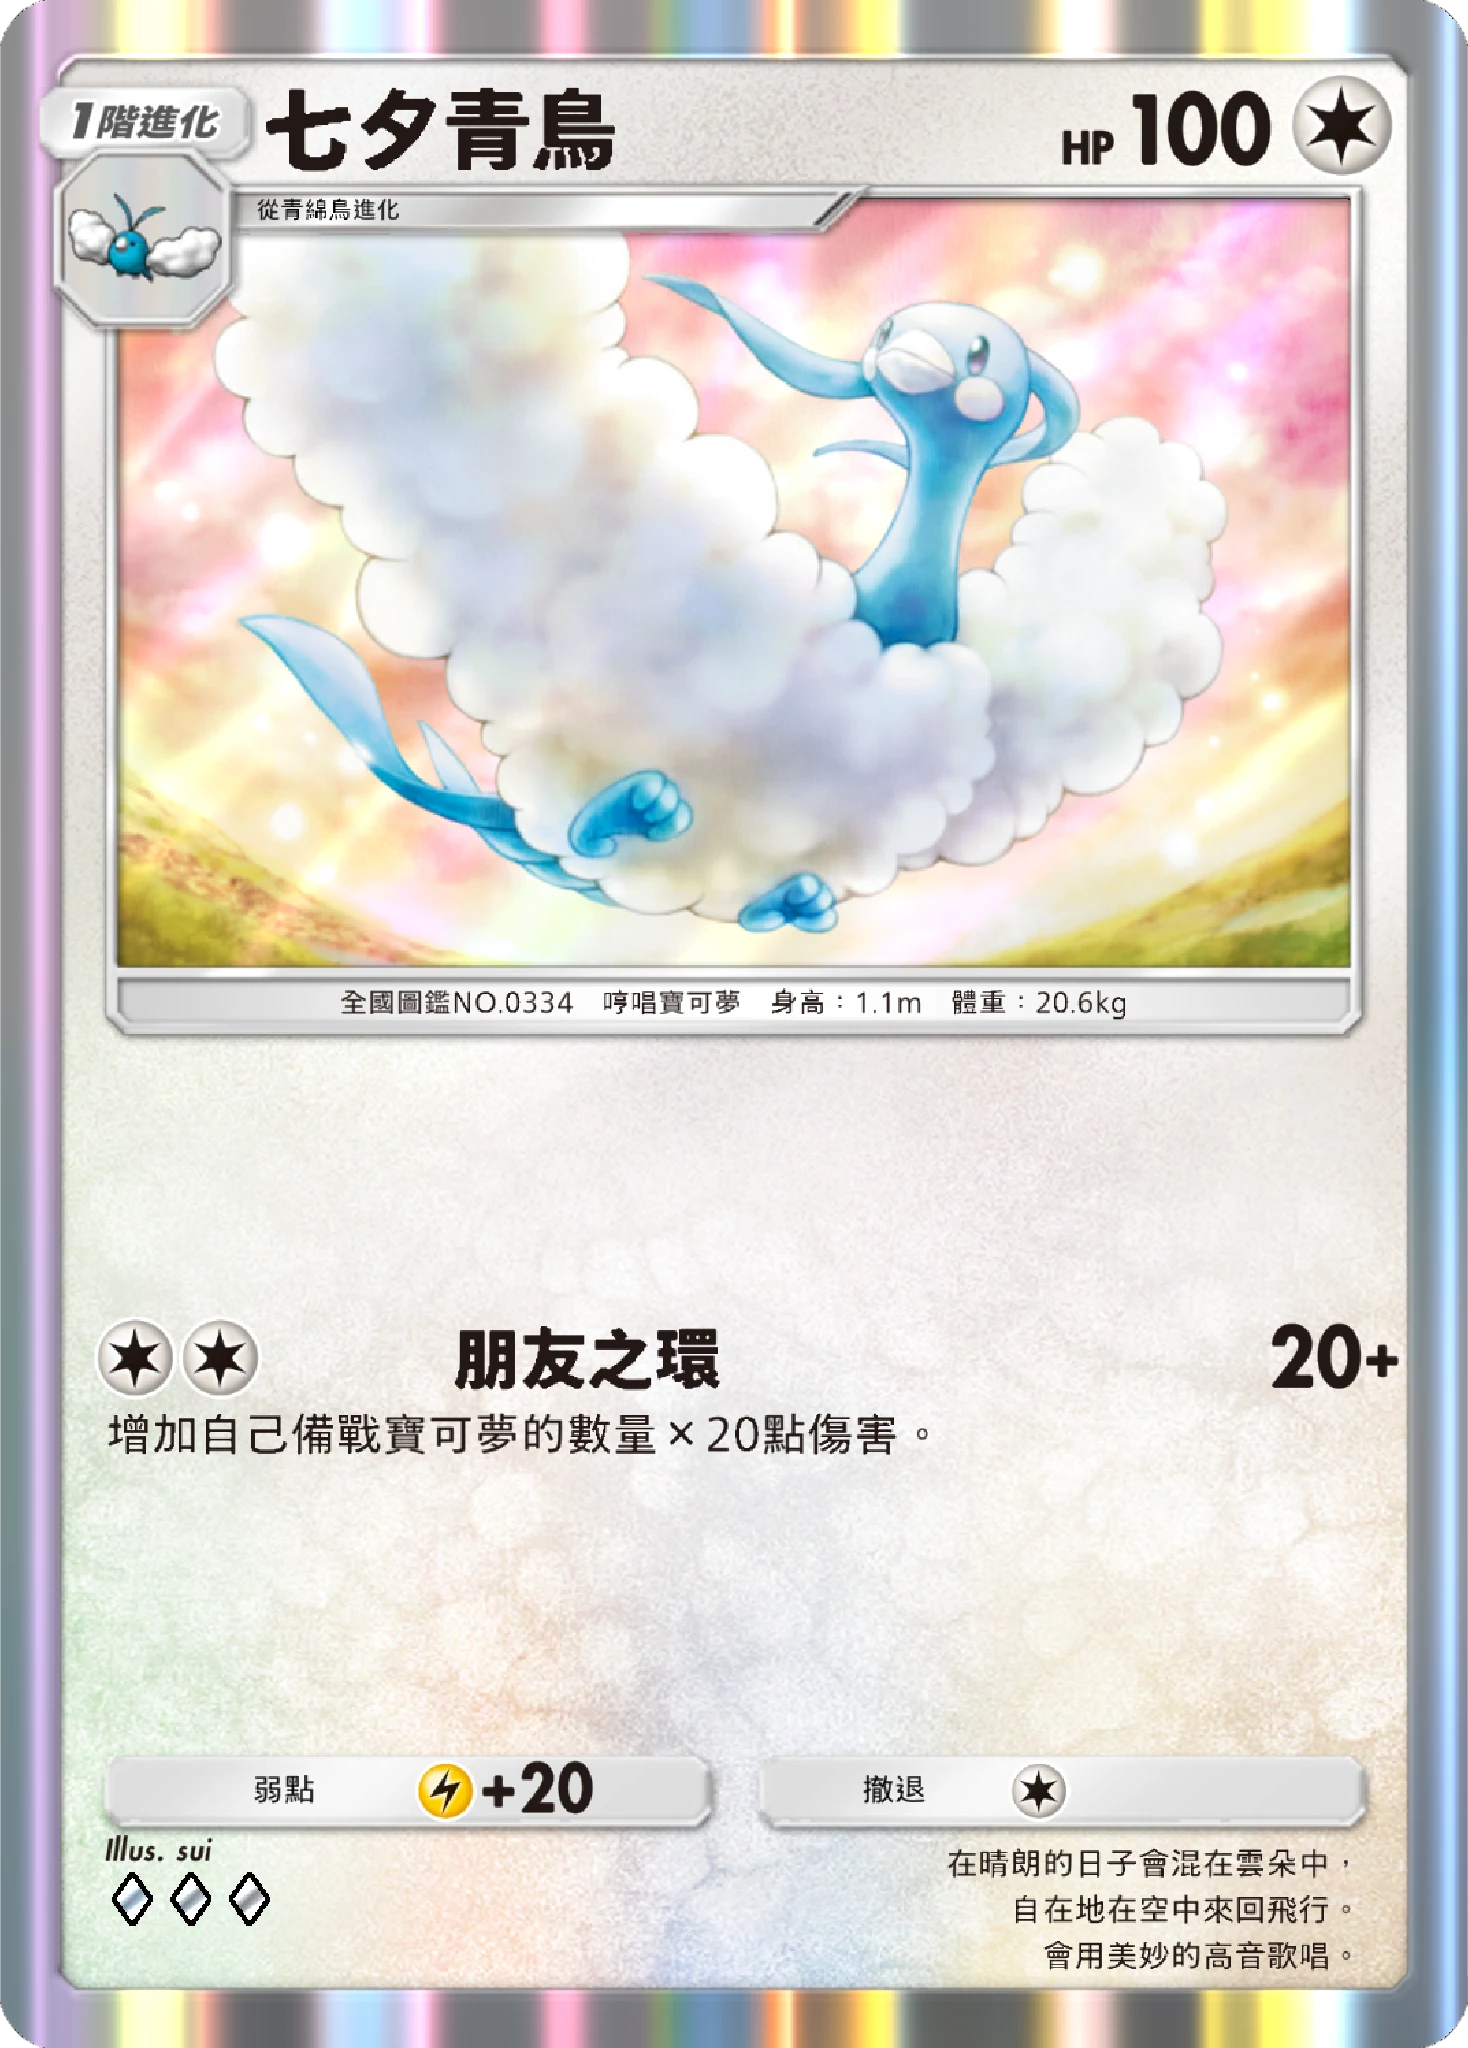 1階進化
七夕青鳥
HP 100
從青綿鳥進化
全國圖鑑NO.0334 哼唱寶可夢 身高：1.1m 體重：20.6kg
朋友之環 20+
增加自己備戰寶可夢的數量×20點傷害。
弱點 +20 撤退
Illus. sui
在晴朗的日子會混在雲朵中，
自在地在空中來回飛行。
會用美妙的高音歌唱。